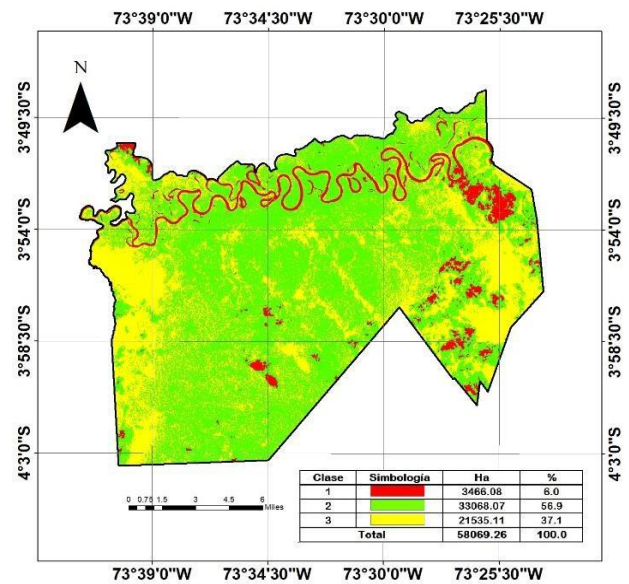 73°39'0"W 73°34'30"W 73°30'0"W 73°25'30"W
N
3°49'30"S 3°49'30"S
3°54'0"S 3°54'0"S
3°58'30"S 3°58'30"S
4°3'0"S 4°3'0"S
Clase Simbología Ha %
1 3466.08 6.0
2 33068.07 56.9
3 21535.11 37.1
Total 58069.26 100.0
0 0.75 1.5 3 4.5 6
Miles
73°39'0"W 73°34'30"W 73°30'0"W 73°25'30"W